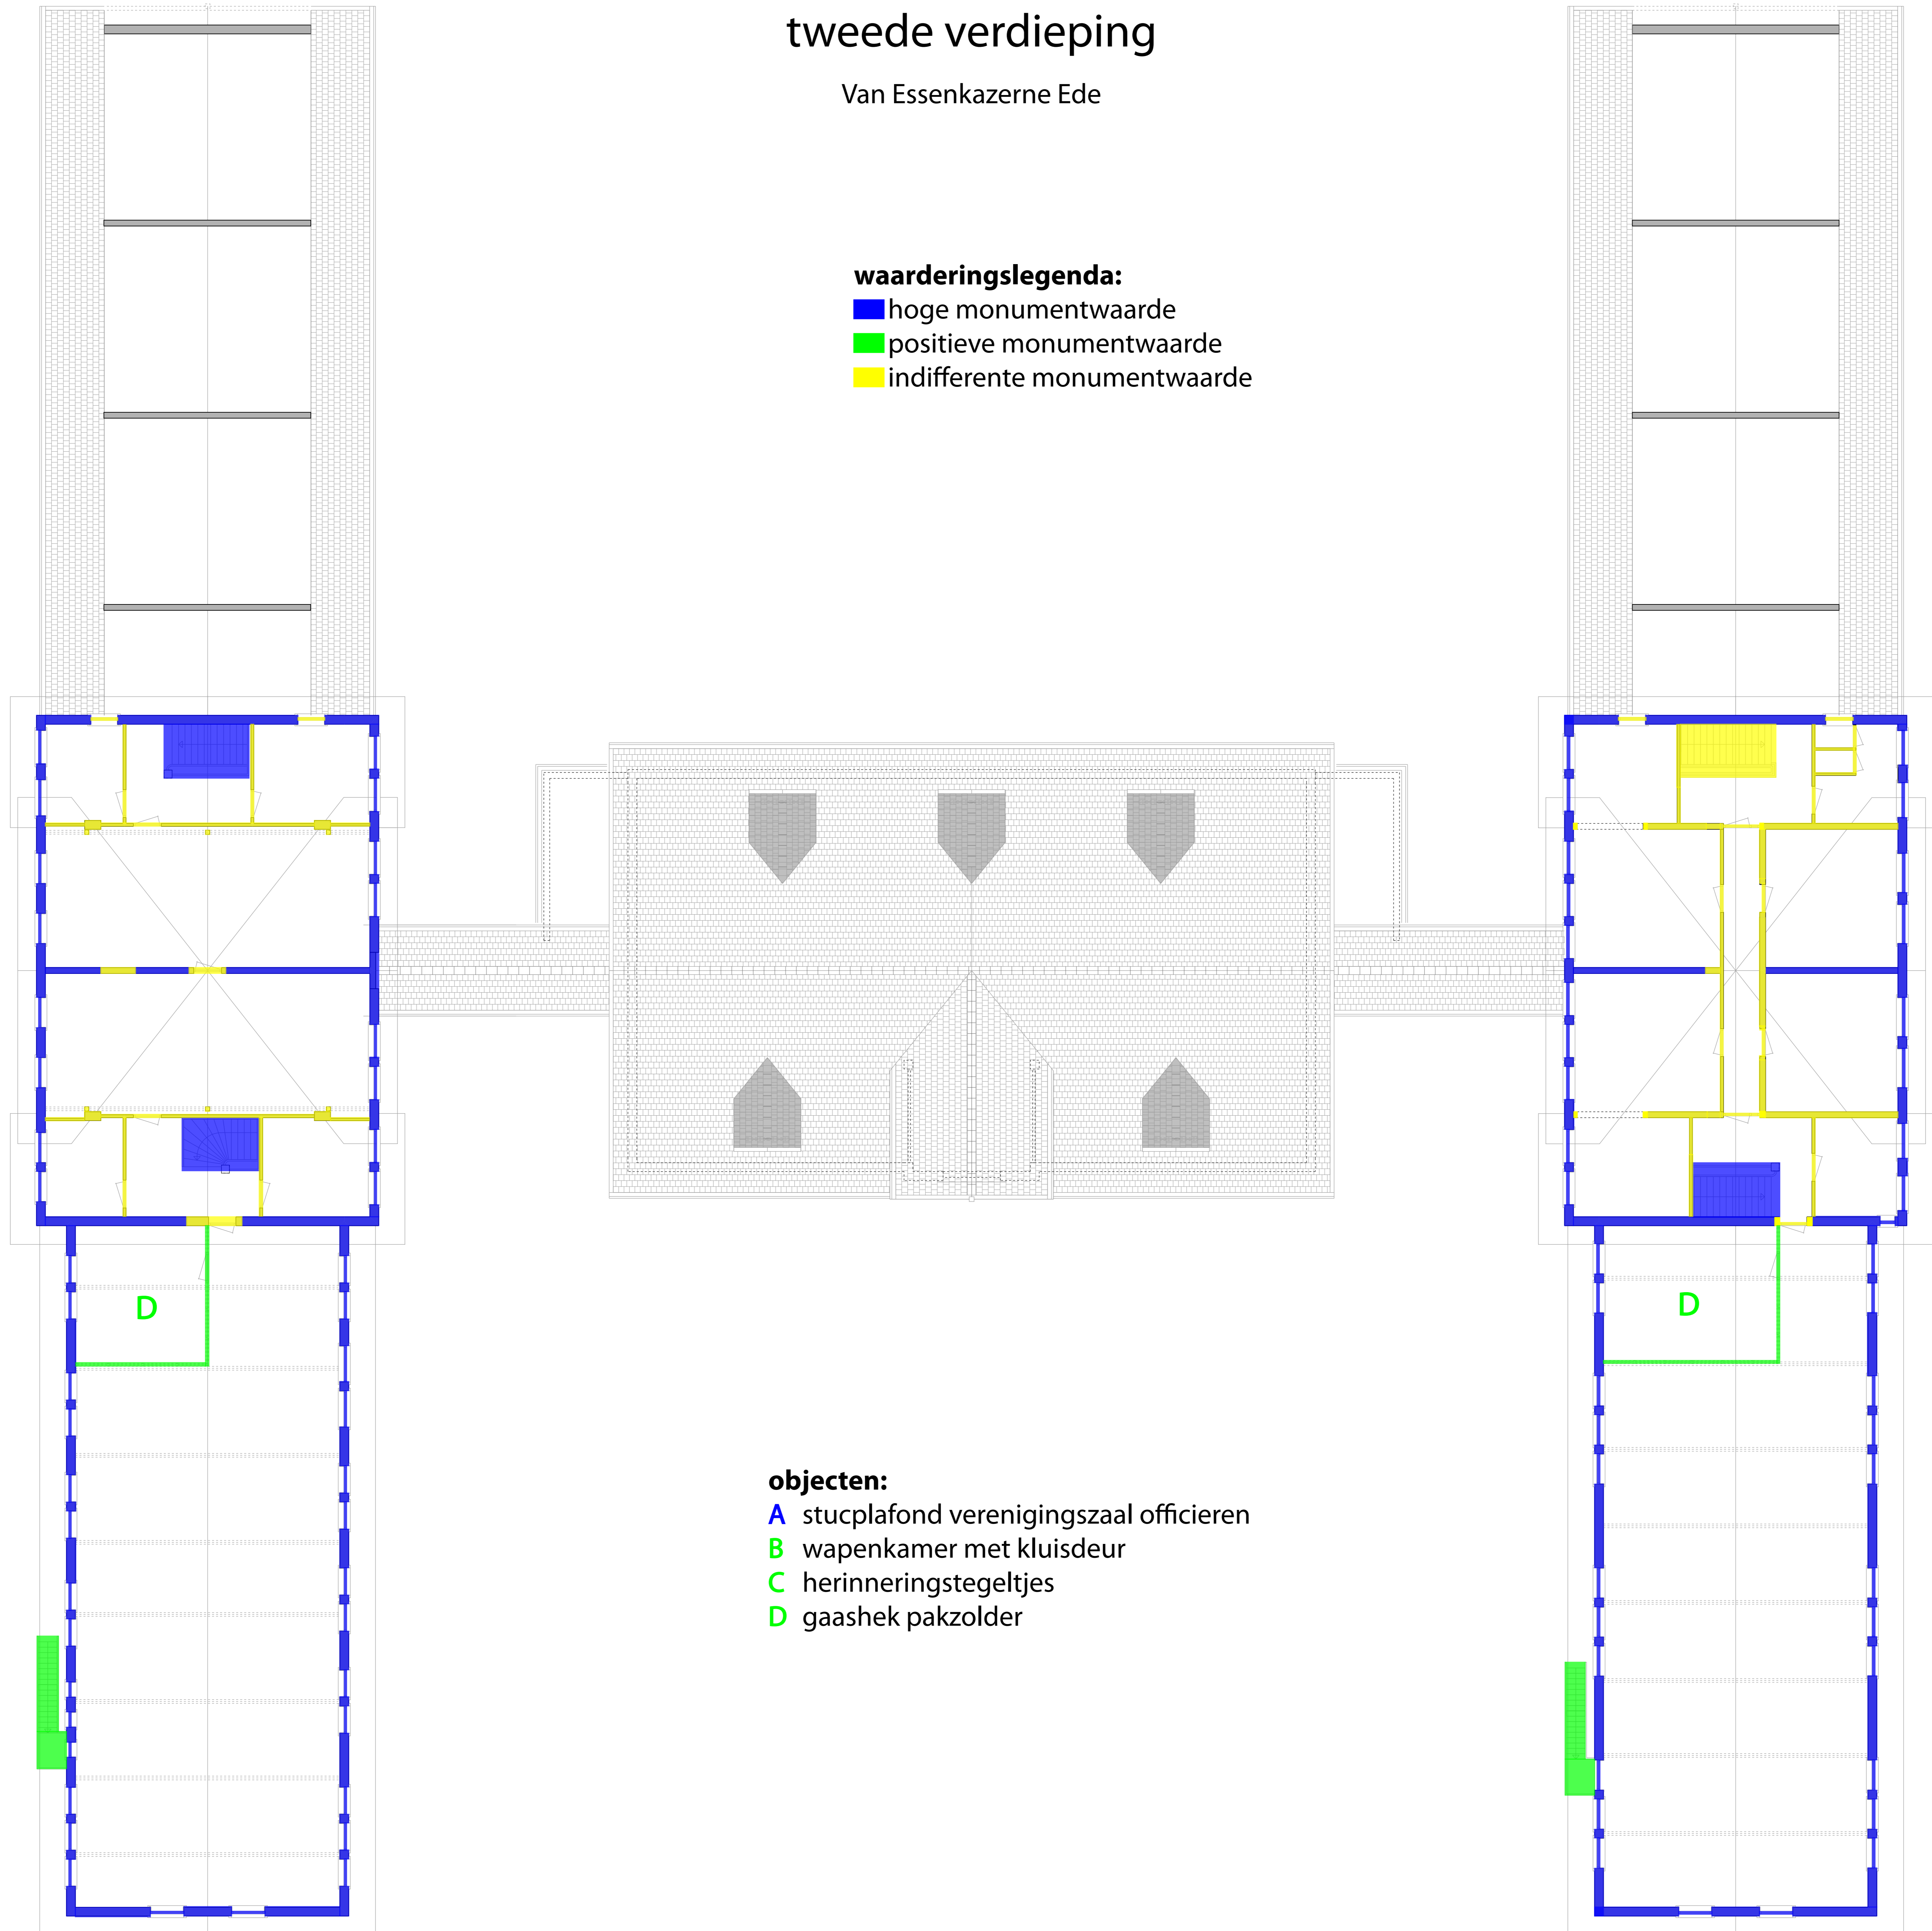 tweede verdieping
Van Essenkazerne Ede
waarderingslegenda:
hoge monumentwaarde
positieve monumentwaarde
indifferente monumentwaarde
D
D
objecten:
A stucplafond verenigingszaal officieren
B wapenkamer met kluisdeur
C herinneringstegeltjes
D gaashek pakzolder